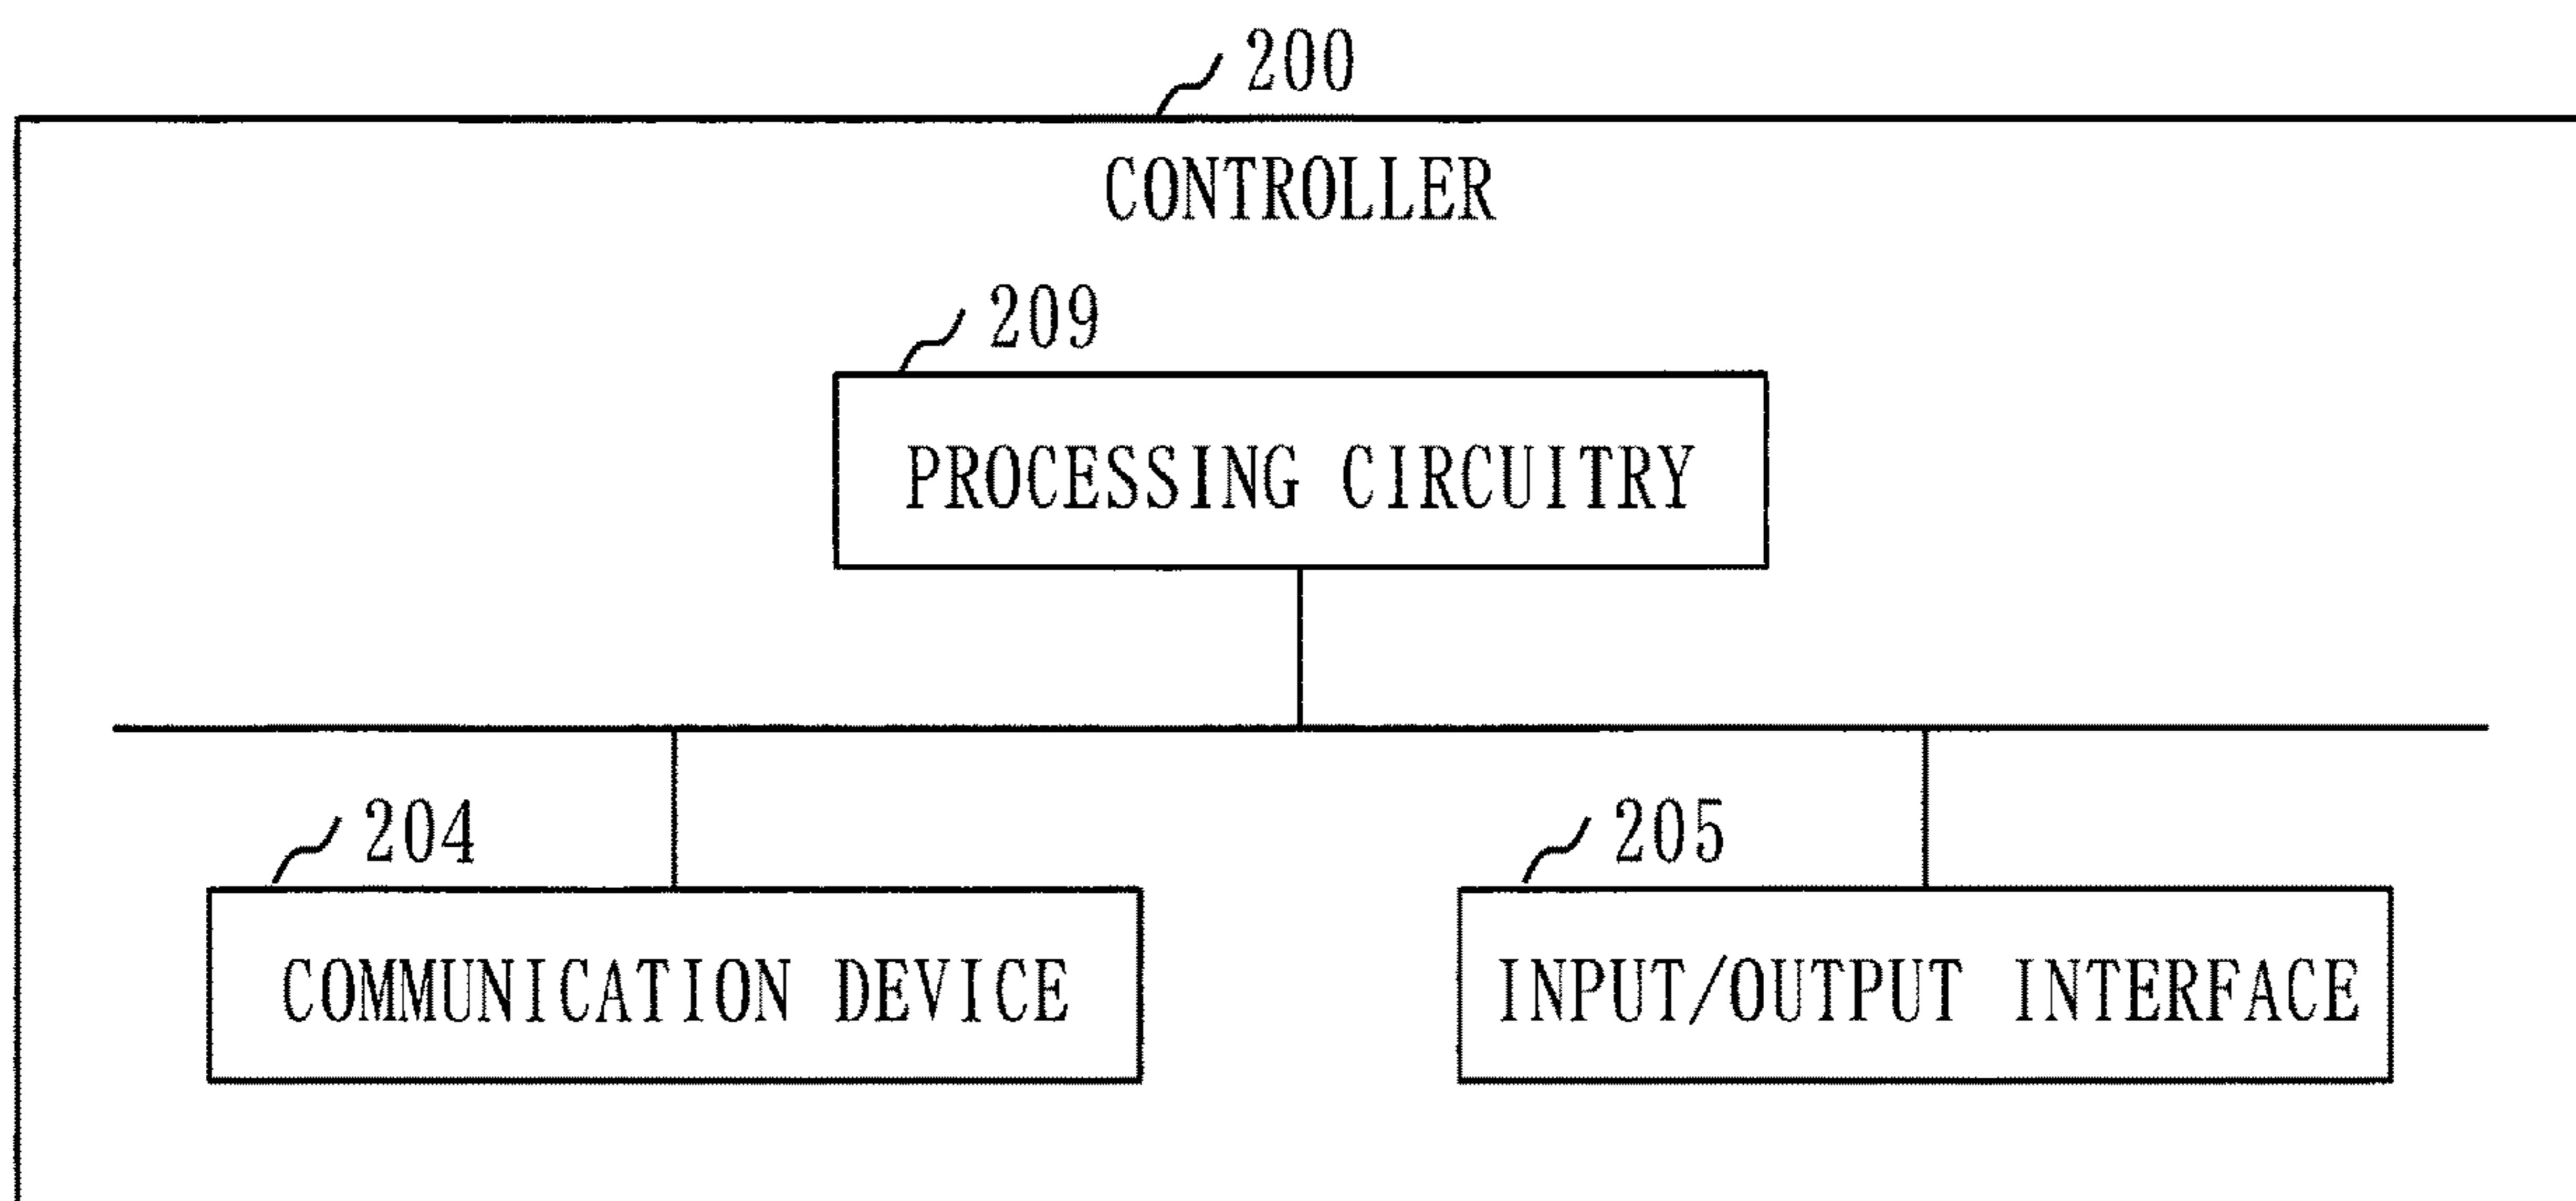 200
CONTROLLER
209
PROCESSING CIRCUITRY
204
205
COMMUNICATION DEVICE
INPUT/OUTPUT INTERFACE